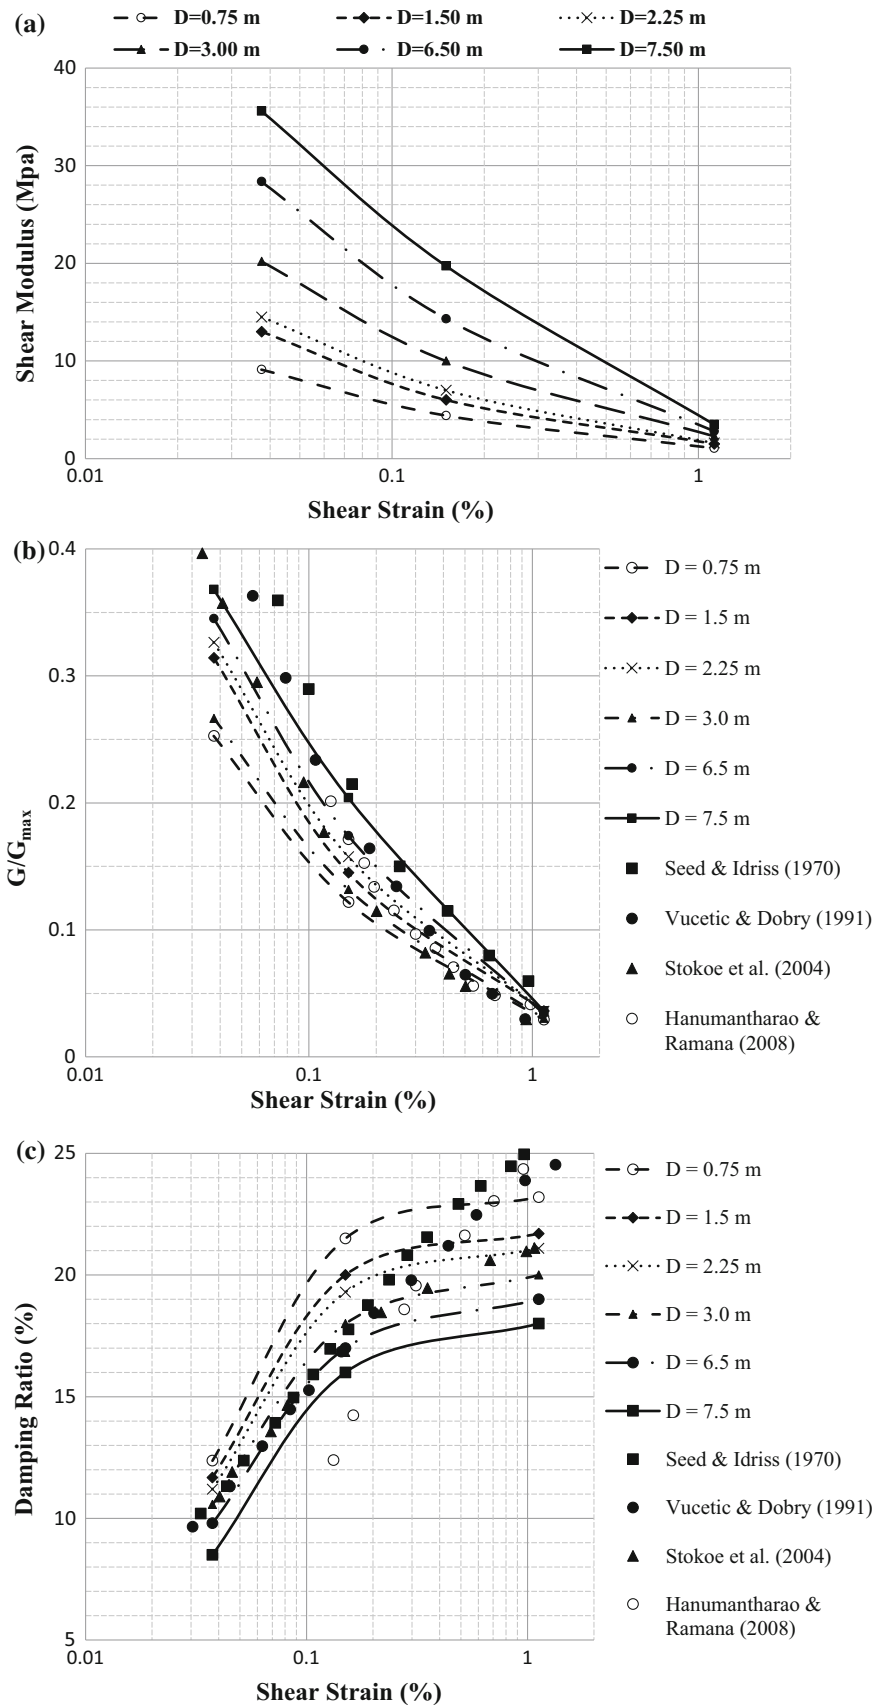 (a)
D=0.75 m D=1.50 m D=2.25 m
D=3.00 m D=6.50 m D=7.50 m
40
30
20
10
0
Shear Modulus (Mpa)
0.01 0.1 1
Shear Strain (%)
(b)
0.4
0.3
0.2
0.1
0
G/Gmax
0.01 0.1 1
Shear Strain (%)
D = 0.75 m
D = 1.5 m
D = 2.25 m
D = 3.0 m
D = 6.5 m
D = 7.5 m
Seed & Idriss (1970)
Vucetic & Dobry (1991)
Stokoe et al. (2004)
Hanumantharao &
Ramana (2008)
(c)
25
20
15
10
5
Damping Ratio (%)
0.01 0.1 1
Shear Strain (%)
D = 0.75 m
D = 1.5 m
D = 2.25 m
D = 3.0 m
D = 6.5 m
D = 7.5 m
Seed & Idriss (1970)
Vucetic & Dobry (1991)
Stokoe et al. (2004)
Hanumantharao &
Ramana (2008)